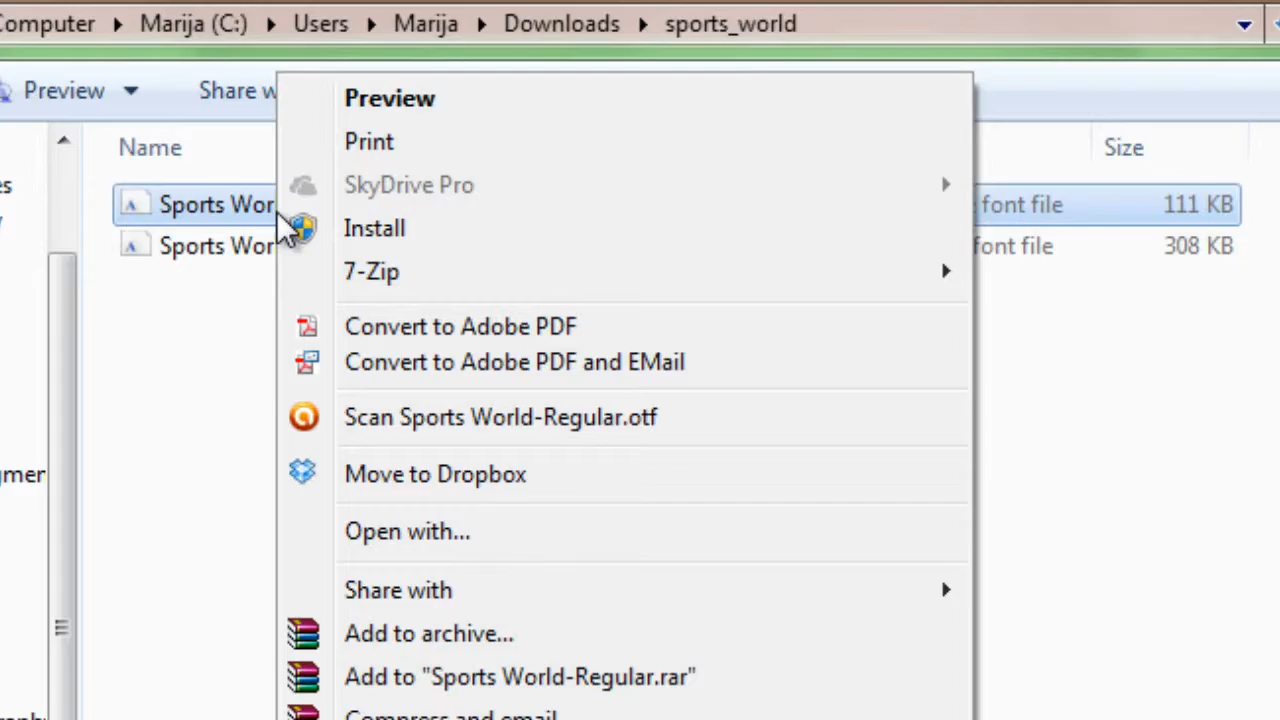 Computer ▸ Marija (C:) ▸ Users ▸ Marija ▸ Downloads ▸ sports_world
Preview Share w
Name Size
Sports Wor font file 111 KB
Sports Wor font file 308 KB
Preview
Print
SkyDrive Pro
Install
7-Zip
Convert to Adobe PDF
Convert to Adobe PDF and EMail
Scan Sports World-Regular.otf
Move to Dropbox
Open with...
Share with
Add to archive...
Add to "Sports World-Regular.rar"
Compress and email